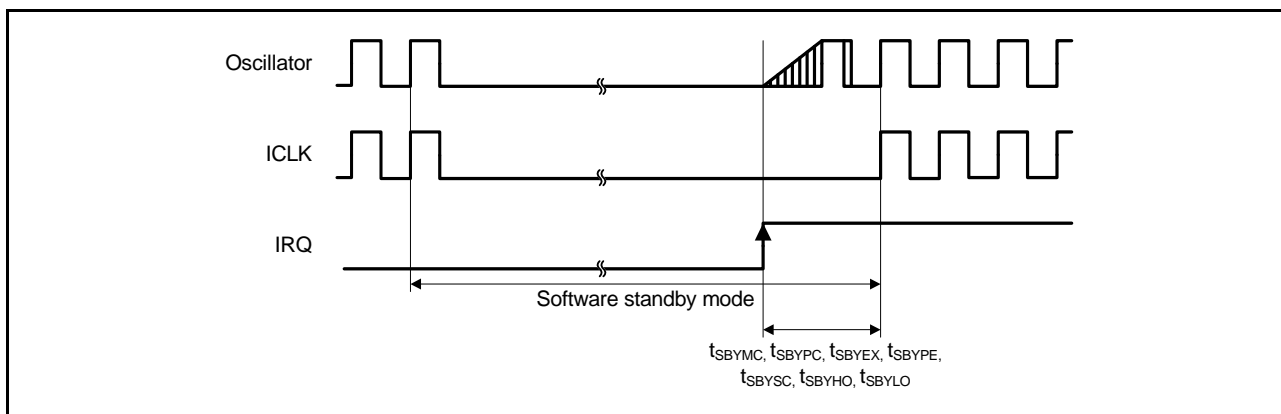 Oscillator
ICLK
IRQ
Software standby mode
tSBYMC, tSBYPC, tSBYEX, tSBYPE,
tSBYSC, tSBYHO, tSBYLO